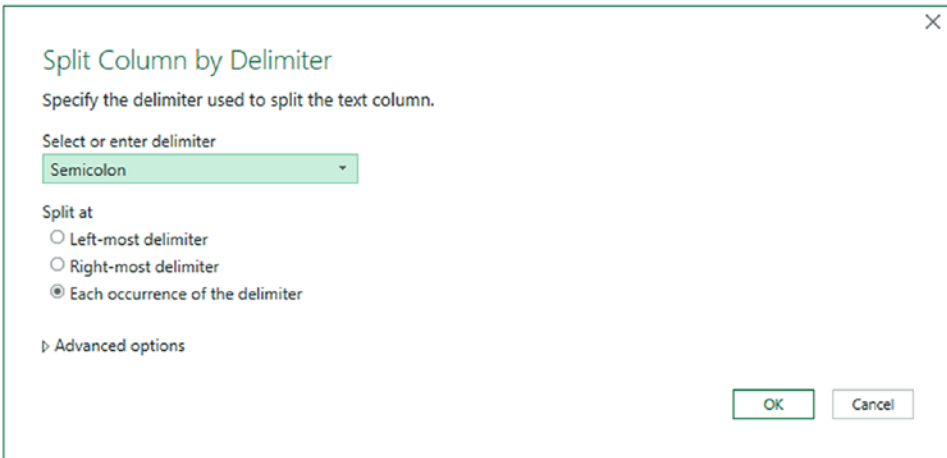 Split Column by Delimiter
Specify the delimiter used to split the text column.
Select or enter delimiter
Semicolon
Split at
Left-most delimiter
Right-most delimiter
Each occurrence of the delimiter
Advanced options
OK Cancel